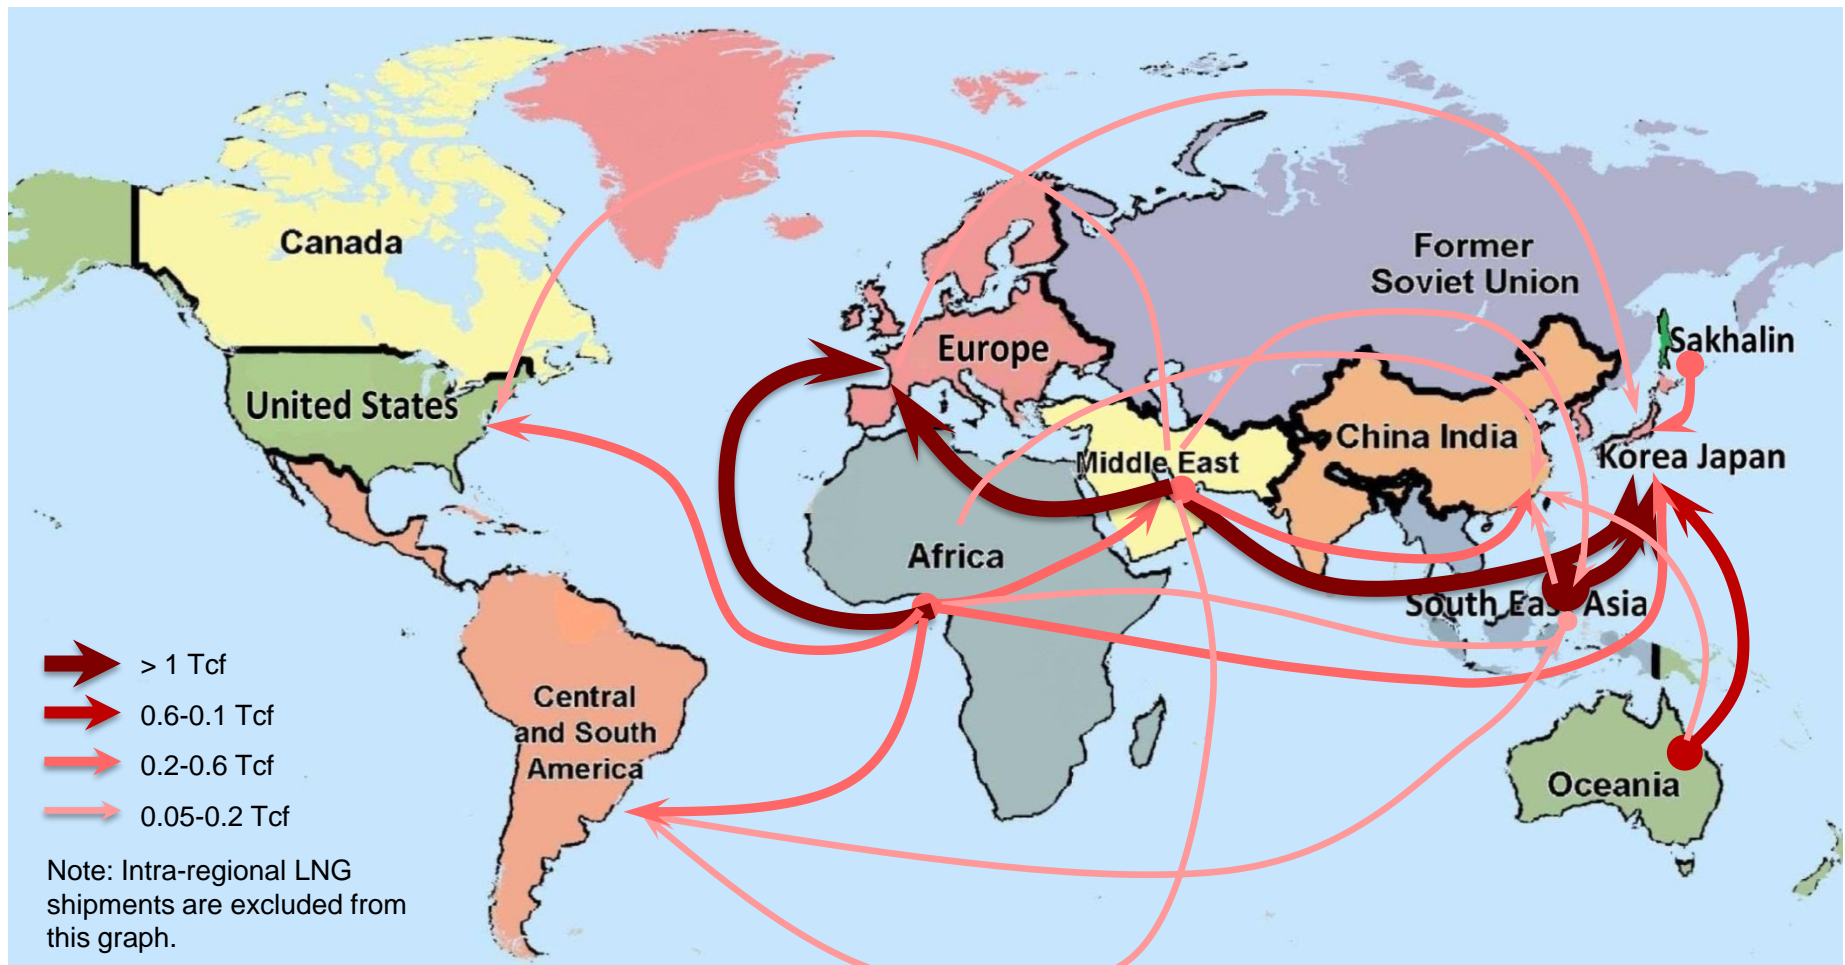 Canada
United States
Europe
Former
Soviet Union
Sakhalin
China India
Korea Japan
Middle East
Africa
South East Asia
Central
and South
America
Oceania
> 1 Tcf
0.6-0.1 Tcf
0.2-0.6 Tcf
0.05-0.2 Tcf
Note: Intra-regional LNG
shipments are excluded from
this graph.